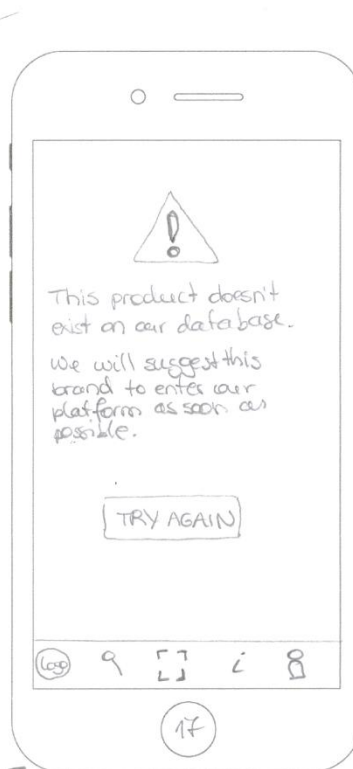 !
This product doesn't
exist on our database.
We will suggest this
brand to enter our
platform as soon as
possible.
TRY AGAIN
Logo i
17